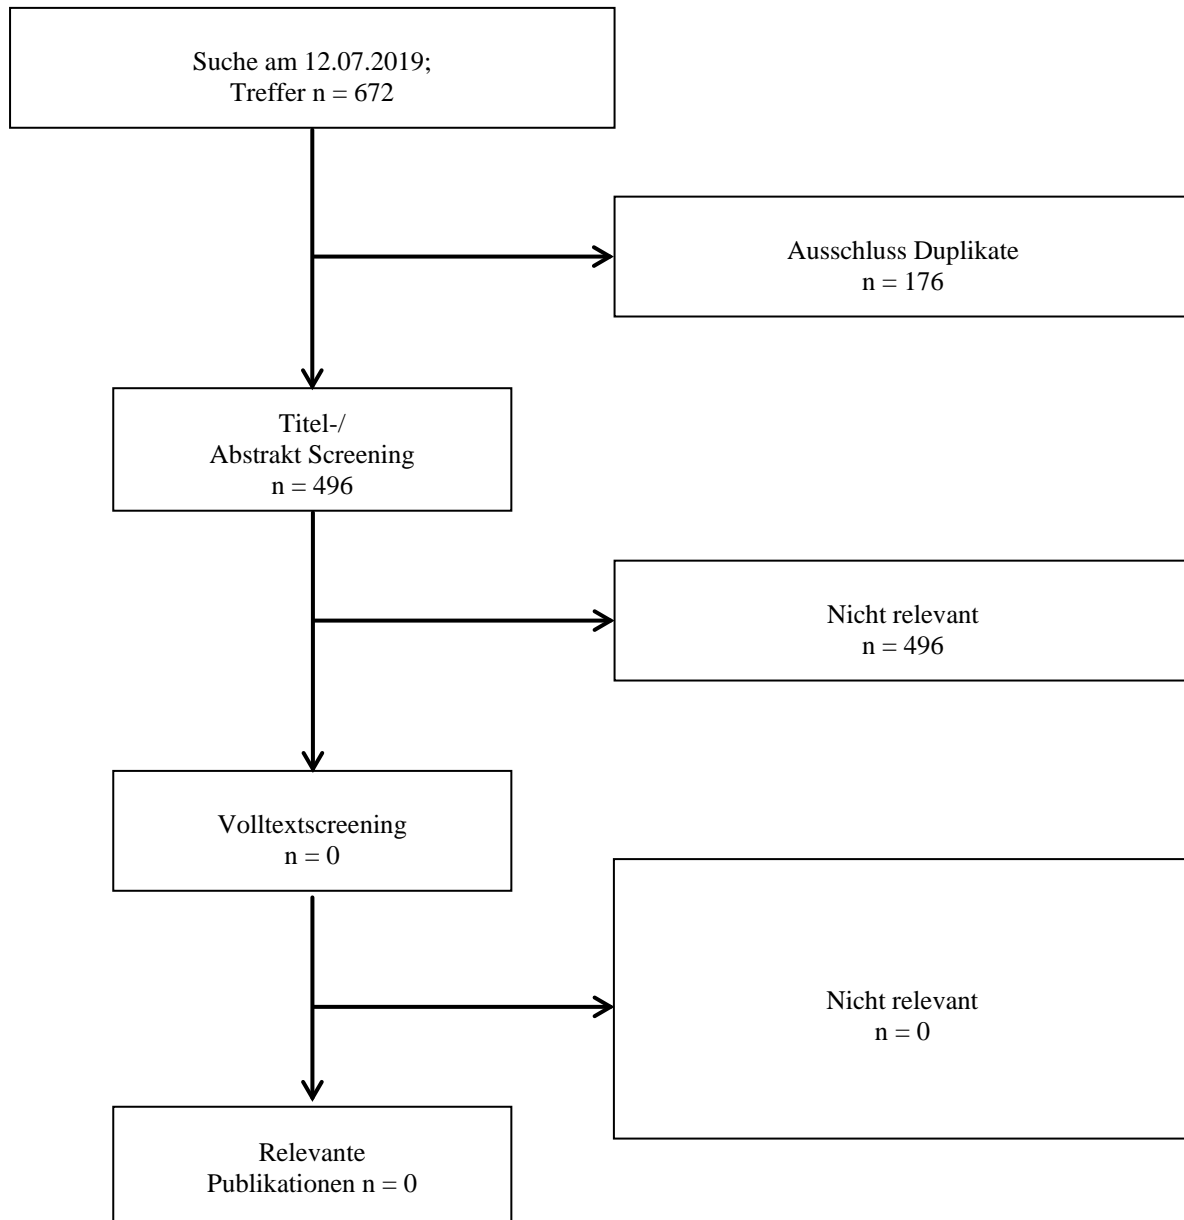 Suche am 12.07.2019;
Treffer n = 672
Ausschluss Duplikate
n = 176
Titel-/
Abstrakt Screening
n = 496
Nicht relevant
n = 496
Volltextscreening
n = 0
Nicht relevant
n = 0
Relevante
Publikationen n = 0